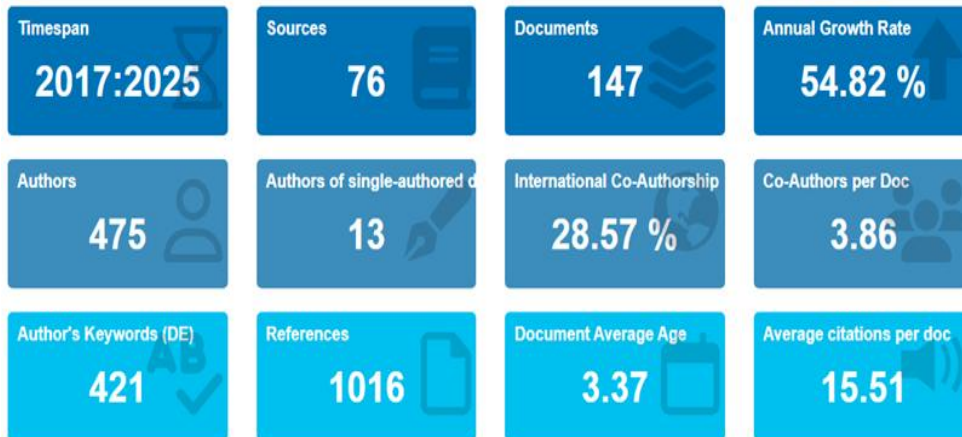 Timespan
2017:2025
Sources
76
Documents
147
Annual Growth Rate
54.82 %
Authors
475
Authors of single-authored d
13
International Co-Authorship
28.57 %
Co-Authors per Doc
3.86
Author's Keywords (DE)
AB
421
References
1016
Document Average Age
3.37
Average citations per doc
15.51